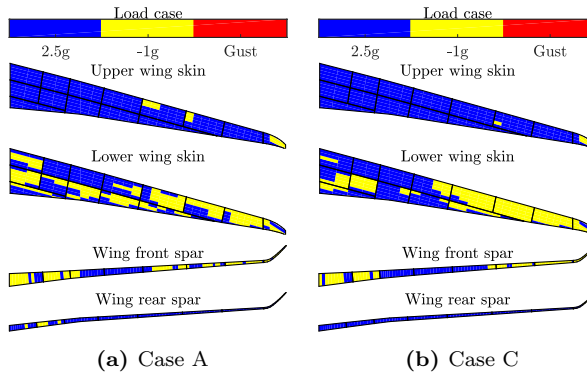 Load case
2.5g -1g Gust
Upper wing skin
Lower wing skin
Wing front spar
Wing rear spar
(a) Case A
Load case
2.5g -1g Gust
Upper wing skin
Lower wing skin
Wing front spar
Wing rear spar
(b) Case C